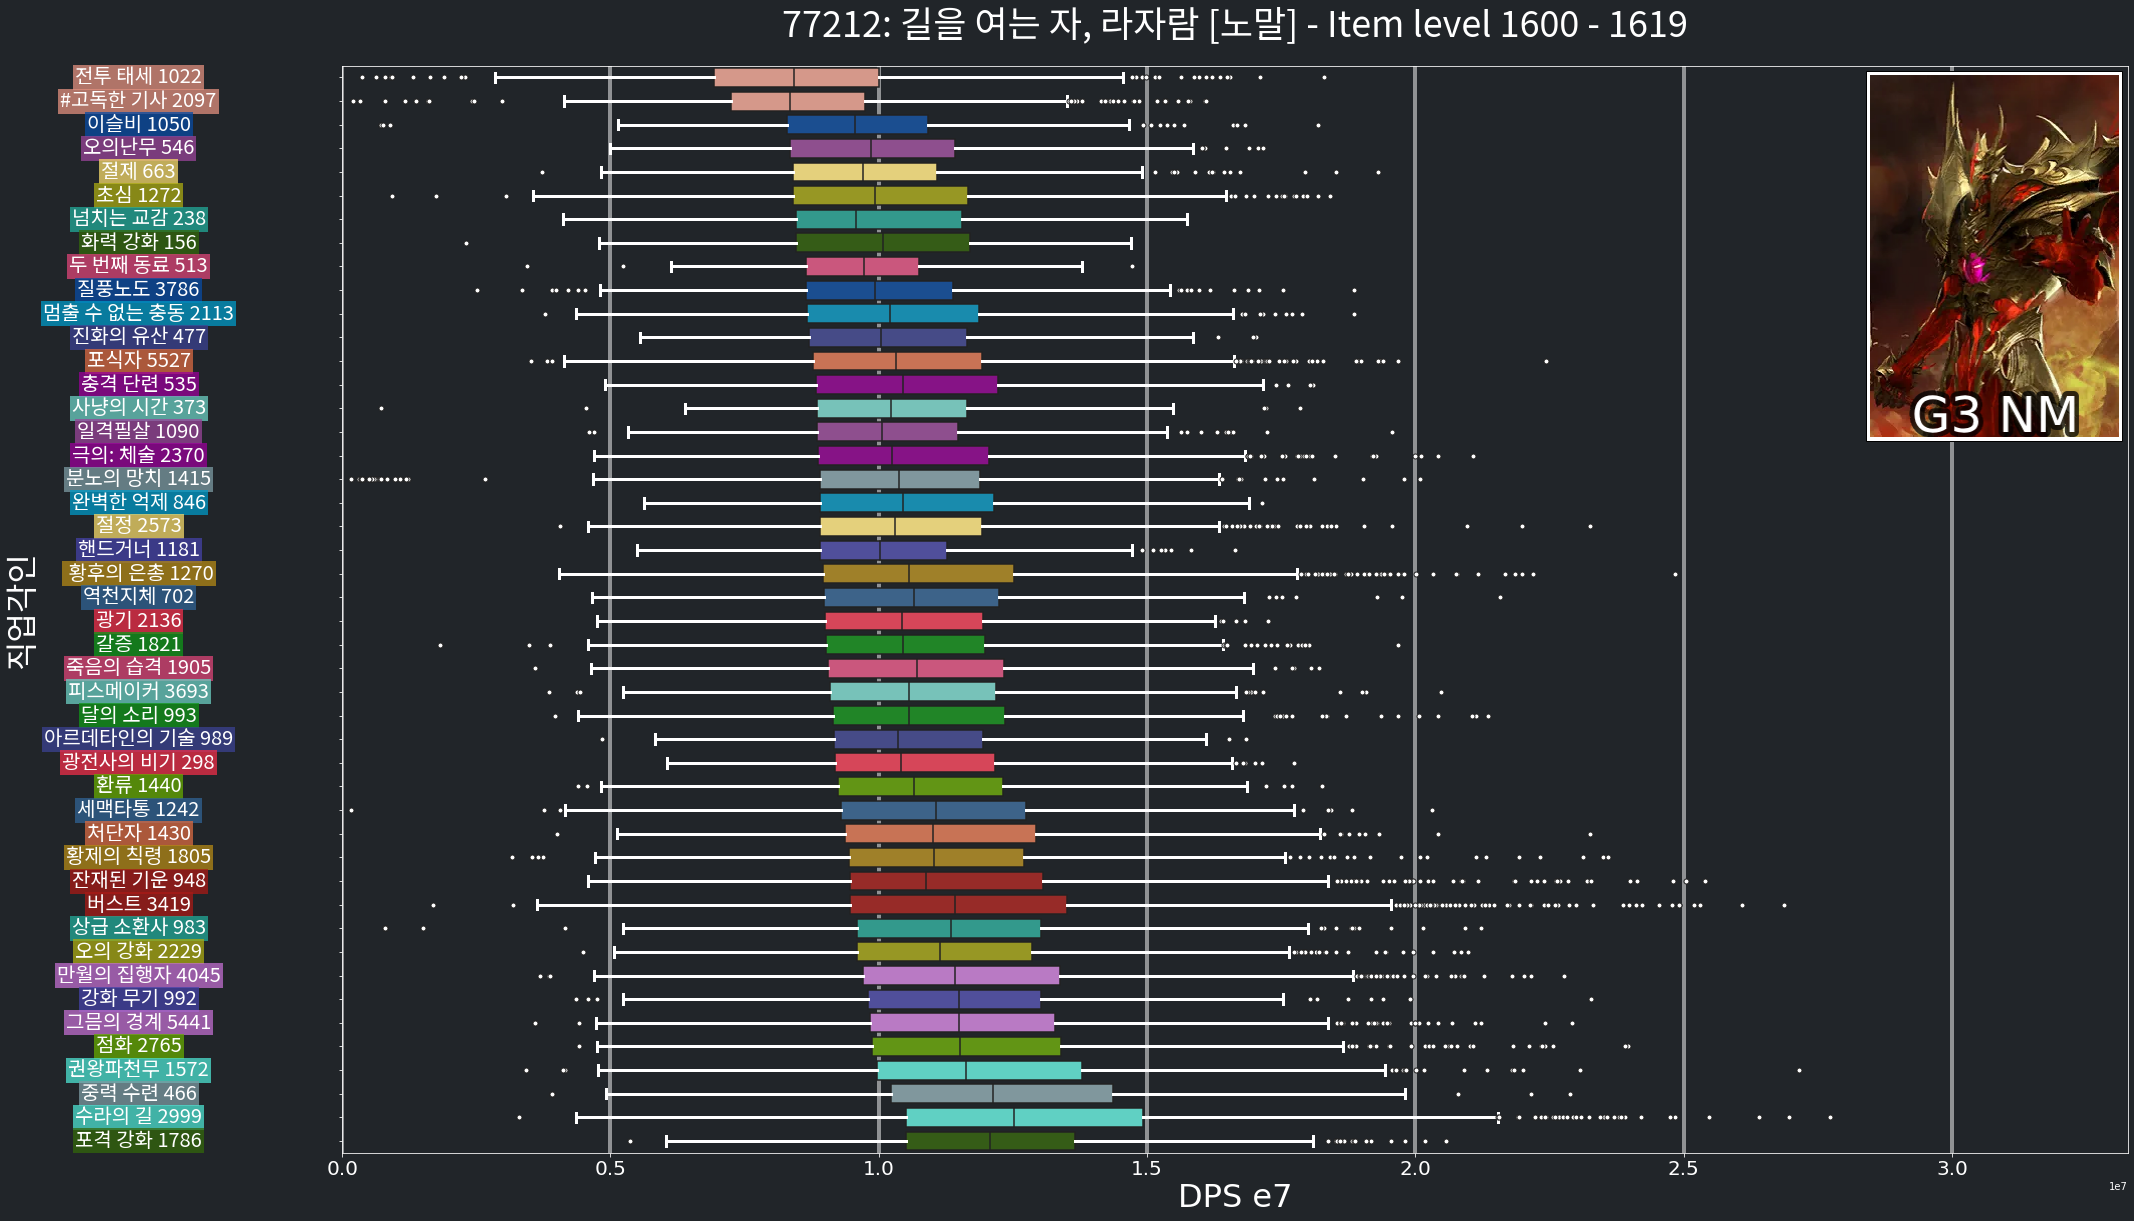 77212: 길을 여는 자, 라자람 [노말] - Item level 1600 - 1619
직업각인
전투 태세 1022
#고독한 기사 2097
이슬비 1050
오의난무 546
절제 663
초심 1272
넘치는 교감 238
화력 강화 156
두 번째 동료 513
질풍노도 3786
멈출 수 없는 충동 2113
진화의 유산 477
포식자 5527
충격 단련 535
사냥의 시간 373
일격필살 1090
극의: 체술 2370
분노의 망치 1415
완벽한 억제 846
절정 2573
핸드거너 1181
황후의 은총 1270
역천지체 702
광기 2136
갈증 1821
죽음의 습격 1905
피스메이커 3693
달의 소리 993
아르데타인의 기술 989
광전사의 비기 298
환류 1440
세맥타통 1242
처단자 1430
황제의 칙령 1805
잔재된 기운 948
버스트 3419
상급 소환사 983
오의 강화 2229
만월의 집행자 4045
강화 무기 992
그믐의 경계 5441
점화 2765
권왕파천무 1572
중력 수련 466
수라의 길 2999
포격 강화 1786
G3 NM
0.0 0.5 1.0 1.5 2.0 2.5 3.0
1e7
DPS e7